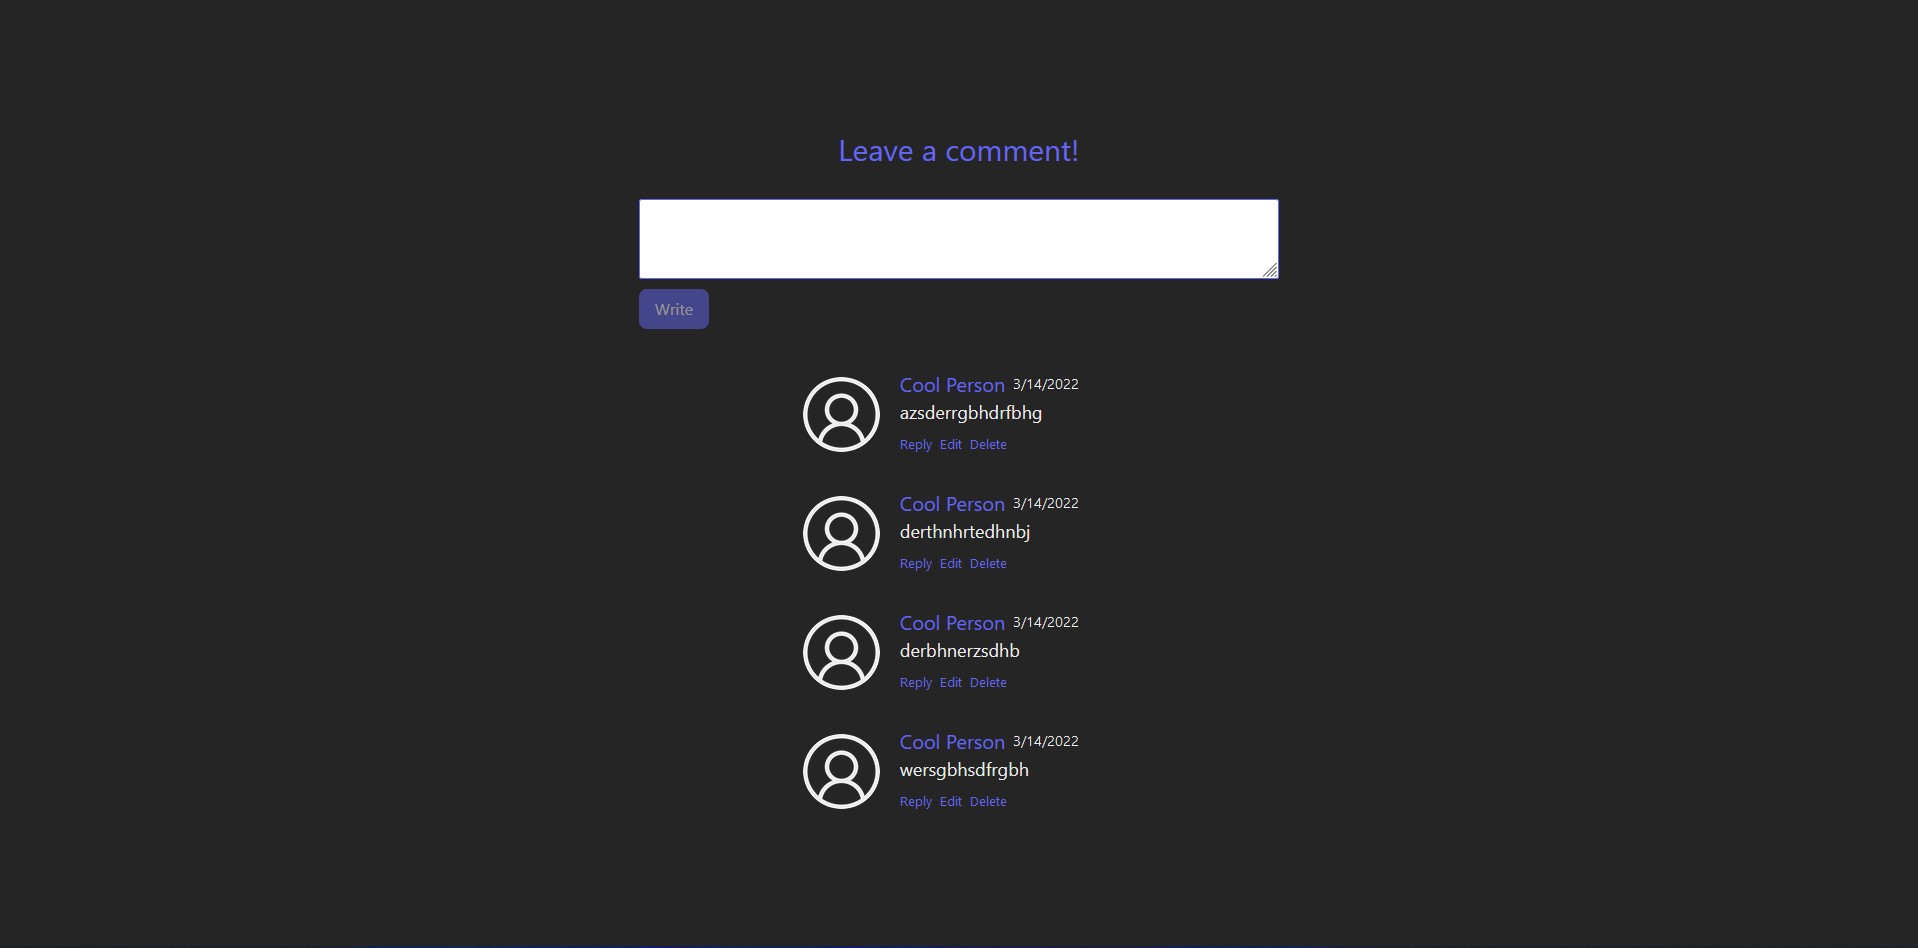 Leave a comment!
Write
Cool Person 3/14/2022
azsderrgbhdrfbhg
Reply Edit Delete
Cool Person 3/14/2022
derthnhrtedhnbj
Reply Edit Delete
Cool Person 3/14/2022
derbhnerzsdhb
Reply Edit Delete
Cool Person 3/14/2022
wersgbhsdfrgbh
Reply Edit Delete